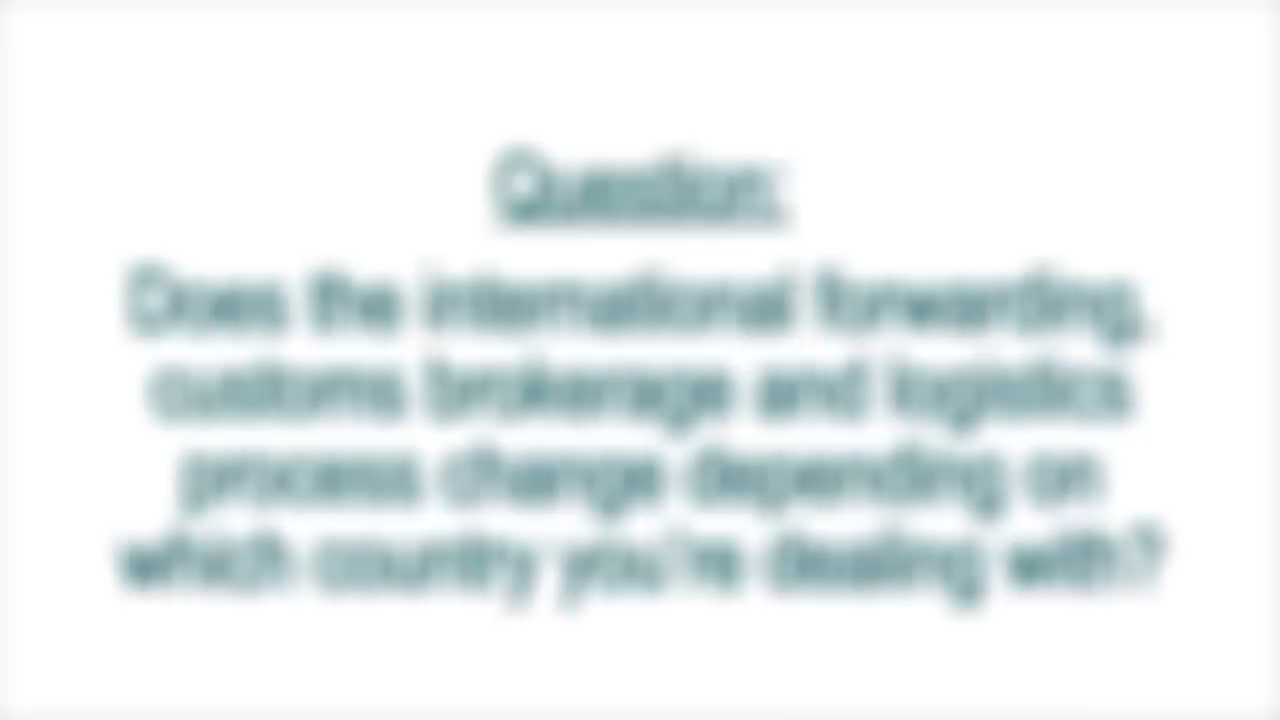 Question:
Does the international forwarding,
customs brokerage and logistics
process change depending on
which country you're dealing with?